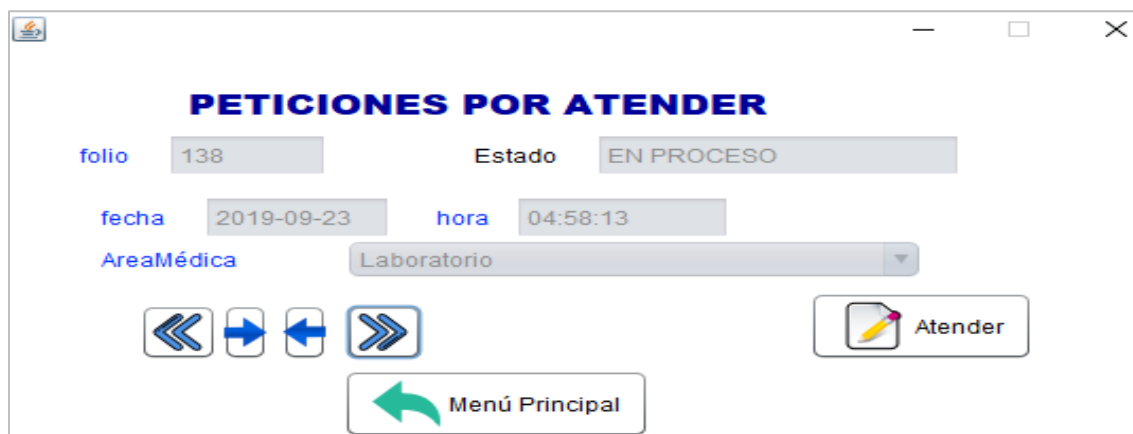 PETICIONES POR ATENDER
folio 138 Estado EN PROCESO
fecha 2019-09-23 hora 04:58:13
AreaMédica Laboratorio
Atender
Menú Principal